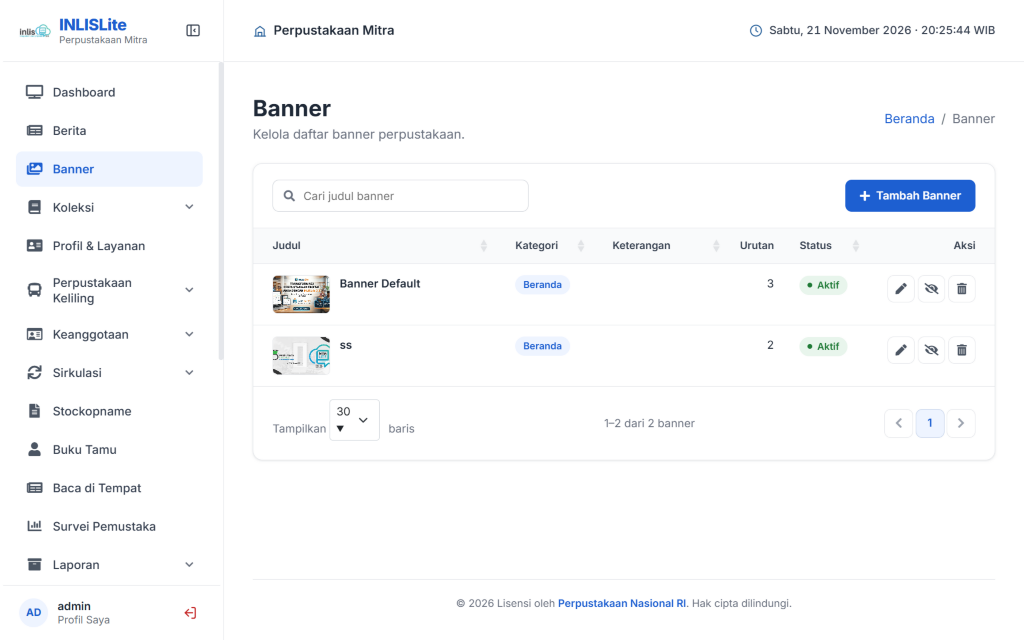 inlis
INLISLite
Perpustakaan Mitra
Perpustakaan Mitra
Sabtu, 21 November 2026 · 20:25:44 WIB
Dashboard
Berita
Banner
Koleksi
Profil & Layanan
Perpustakaan
Keliling
Keanggotaan
Sirkulasi
Stockopname
Buku Tamu
Baca di Tempat
Survei Pemustaka
Laporan
AD
admin
Profil Saya
Banner
Kelola daftar banner perpustakaan.
Beranda / Banner
Cari judul banner
Tambah Banner
Judul Kategori Keterangan Urutan Status Aksi
Banner Default Beranda 3 Aktif
ss Beranda 2 Aktif
Tampilkan 30 baris
1–2 dari 2 banner
1
© 2026 Lisensi oleh Perpustakaan Nasional RI. Hak cipta dilindungi.